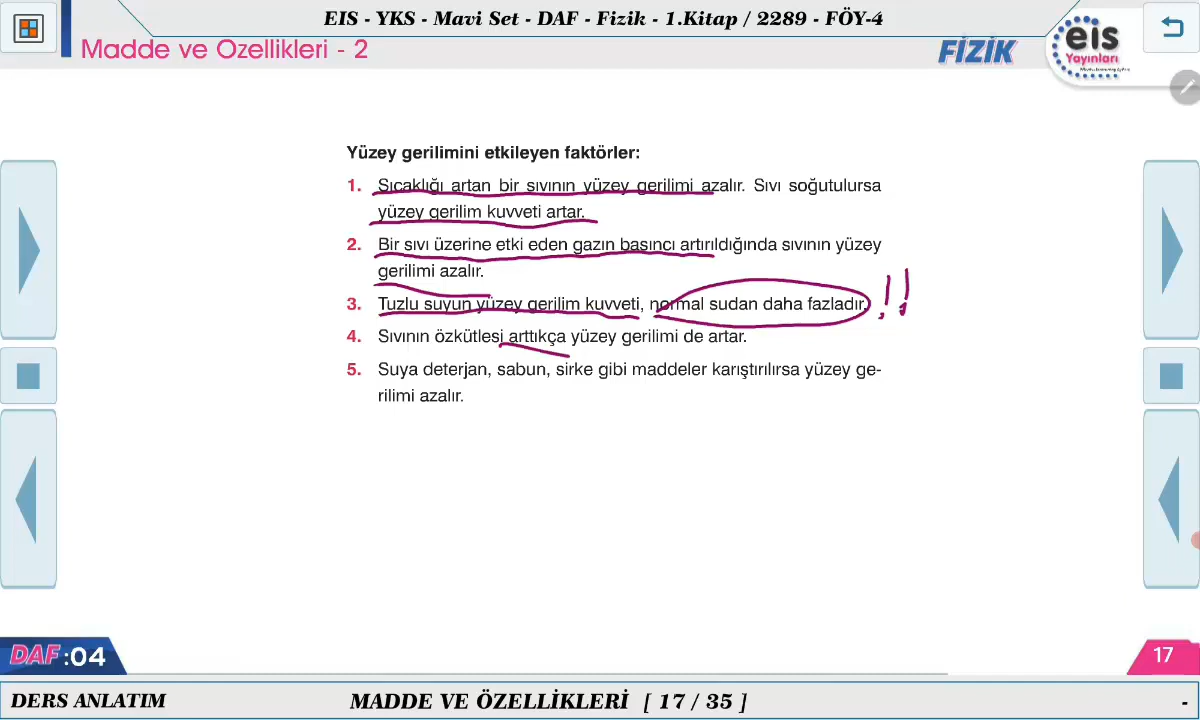 EIS - YKS - Mavi Set - DAF - Fizik - 1.Kitap / 2289 - FÖY-4
Madde ve Özellikleri - 2
FİZİK
eis
Yayınları
Yüzey gerilimini etkileyen faktörler:
1. Sıcaklığı artan bir sıvının yüzey gerilimi azalır. Sıvı soğutulursa
yüzey gerilim kuvveti artar.
2. Bir sıvı üzerine etki eden gazın basıncı artırıldığında sıvının yüzey
gerilimi azalır.
3. Tuzlu suyun yüzey gerilim kuvveti, normal sudan daha fazladır. !!
4. Sıvının özkütlesi arttıkça yüzey gerilimi de artar.
5. Suya deterjan, sabun, sirke gibi maddeler karıştırılırsa yüzey ge-
rilimi azalır.
DAF :04
17
DERS ANLATIM
MADDE VE ÖZELLİKLERİ [ 17 / 35 ]
-